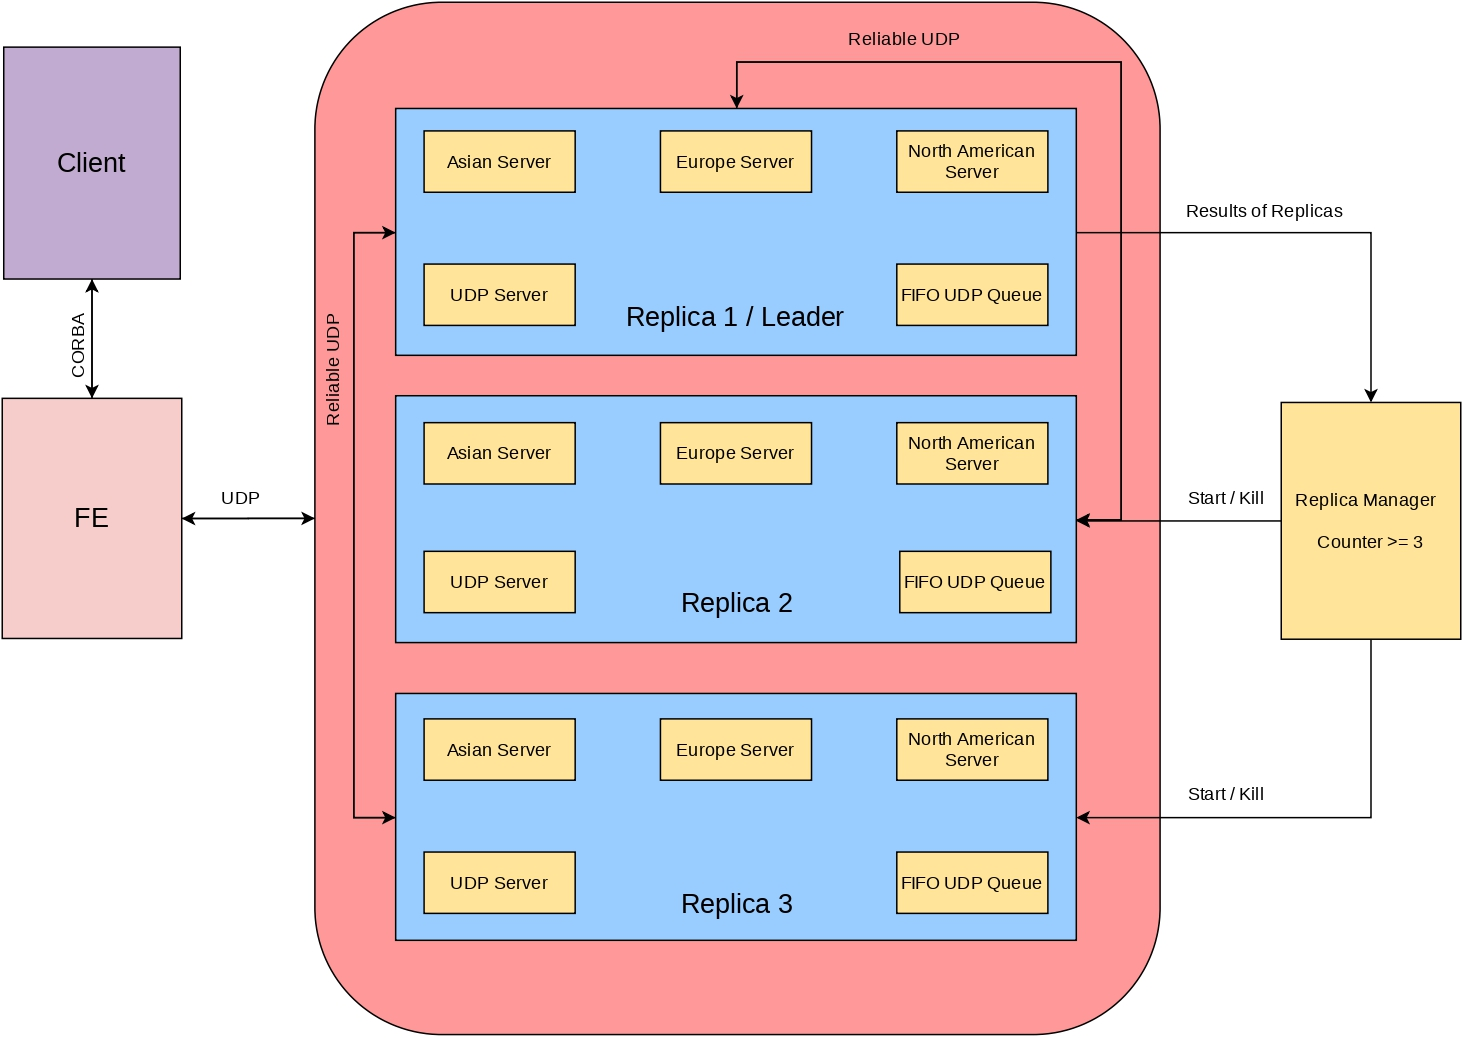 Reliable UDP
Client
Asian Server
Europe Server
North American
Server
Results of Replicas
UDP Server
FIFO UDP Queue
Replica 1 / Leader
CORBA
Reliable UDP
Asian Server
Europe Server
North American
Server
UDP
FE
Start / Kill
Replica Manager
Counter >= 3
UDP Server
FIFO UDP Queue
Replica 2
Asian Server
Europe Server
North American
Server
Start / Kill
UDP Server
FIFO UDP Queue
Replica 3